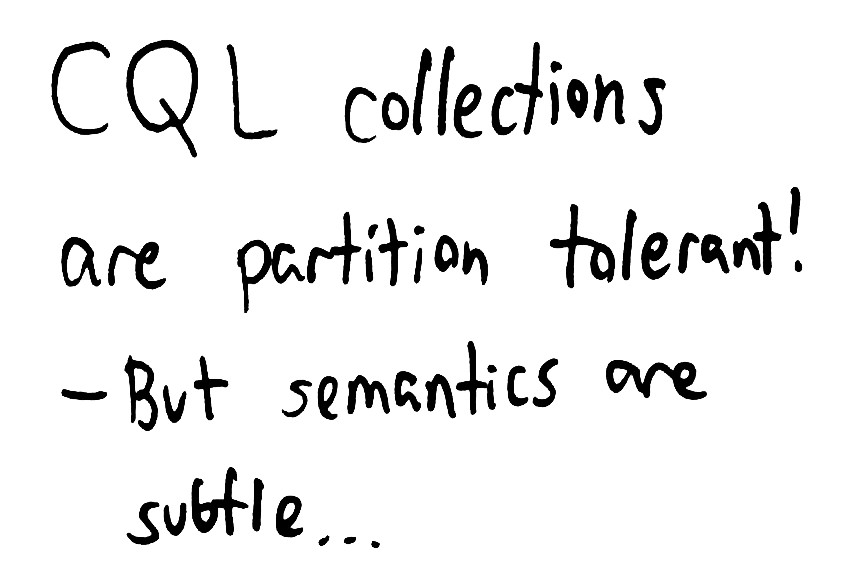 CQL collections
are partition tolerant!
- But semantics are
subtle...